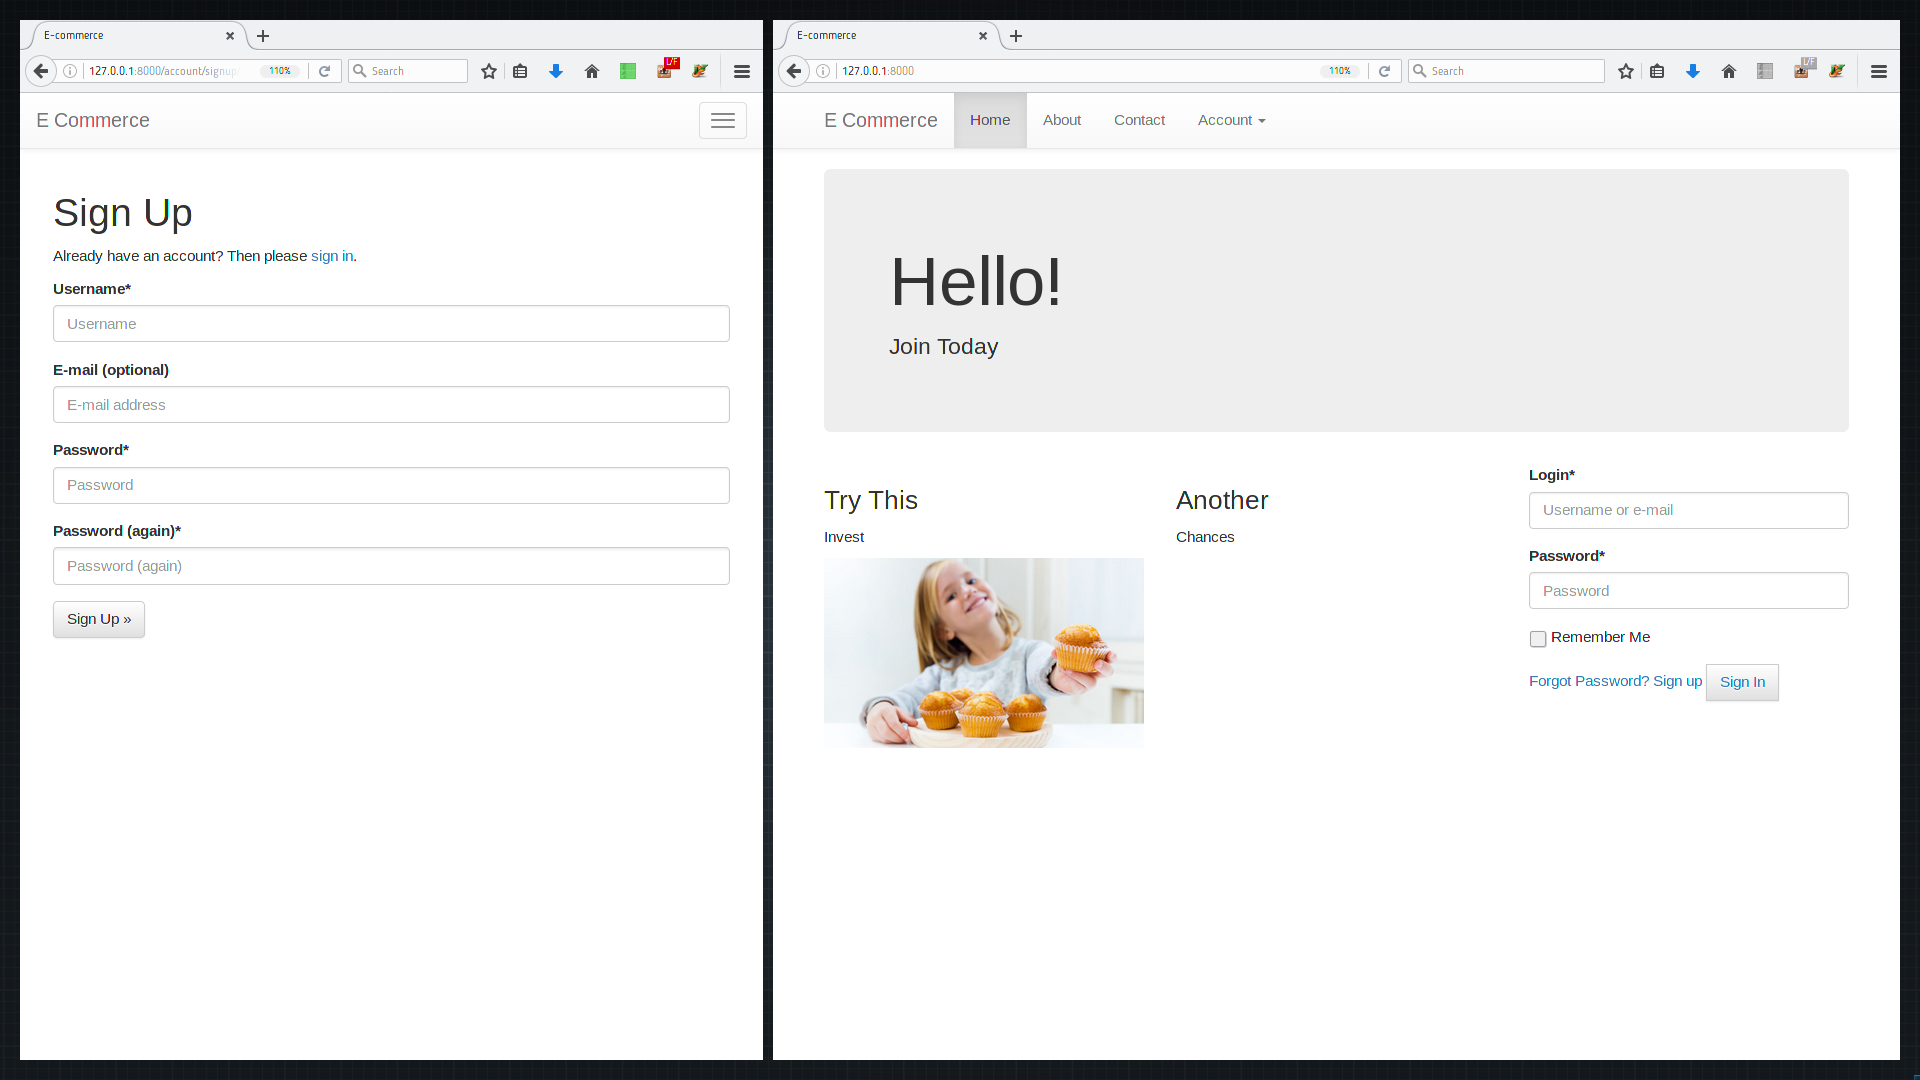 E-commerce
127.0.0.1:8000/account/signup
110%
Search
L/F
E Commerce
Sign Up
Already have an account? Then please sign in.
Username*
Username
E-mail (optional)
E-mail address
Password*
Password
Password (again)*
Password (again)
Sign Up »
E-commerce
127.0.0.1:8000
110%
Search
L/F
E Commerce
Home
About
Contact
Account
Hello!
Join Today
Try This
Invest
Another
Chances
Login*
Username or e-mail
Password*
Password
Remember Me
Forgot Password? Sign up
Sign In